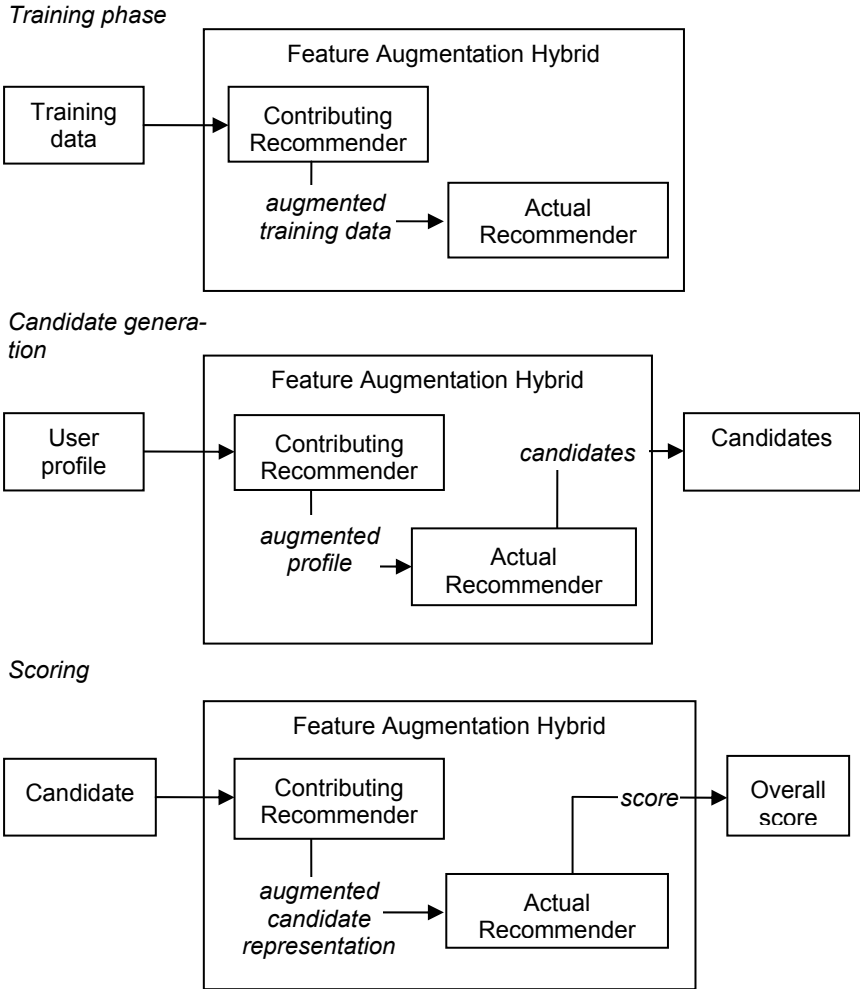 Training phase
Feature Augmentation Hybrid
Training
data
Contributing
Recommender
augmented
training data
Actual
Recommender
Candidate genera-
tion
Feature Augmentation Hybrid
User
profile
Contributing
Recommender
candidates
Candidates
augmented
profile
Actual
Recommender
Scoring
Feature Augmentation Hybrid
Candidate
Contributing
Recommender
score
Overall
score
augmented
candidate
representation
Actual
Recommender